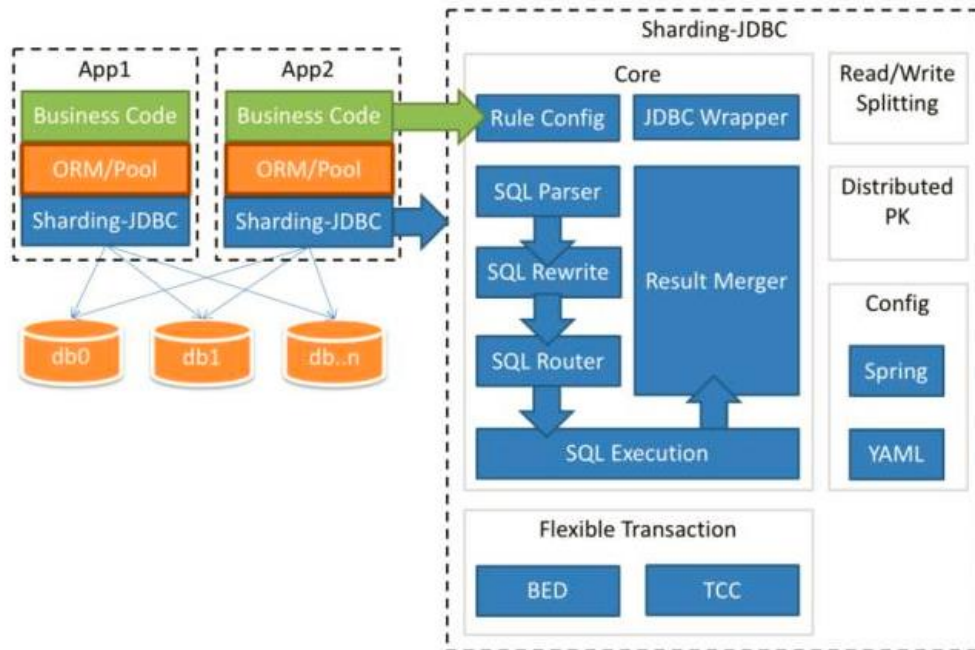 Sharding-JDBC
App1
App2
Business Code
ORM/Pool
Sharding-JDBC
Business Code
ORM/Pool
Sharding-JDBC
db0
db1
db..n
Core
Rule Config
JDBC Wrapper
SQL Parser
SQL Rewrite
SQL Router
Result Merger
SQL Execution
Read/Write
Splitting
Distributed
PK
Config
Spring
YAML
Flexible Transaction
BED
TCC